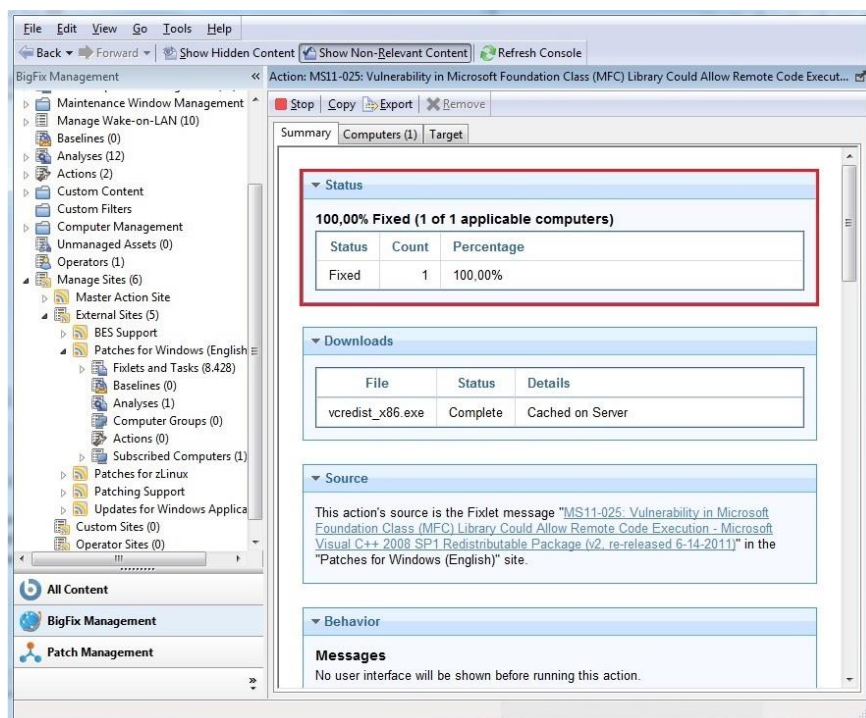 File Edit View Go Tools Help
Back Forward Show Hidden Content Show Non-Relevant Content Refresh Console
BigFix Management
Maintenance Window Management
Manage Wake-on-LAN (10)
Baselines (0)
Analyses (12)
Actions (2)
Custom Content
Custom Filters
Computer Management
Unmanaged Assets (0)
Operators (1)
Manage Sites (6)
Master Action Site
External Sites (5)
BES Support
Patches for Windows (English
Fixlets and Tasks (8.428)
Baselines (0)
Analyses (1)
Computer Groups (0)
Actions (0)
Subscribed Computers (1)
Patches for zLinux
Patching Support
Updates for Windows Applica
Custom Sites (0)
Operator Sites (0)
All Content
BigFix Management
Patch Management
Action: MS11-025: Vulnerability in Microsoft Foundation Class (MFC) Library Could Allow Remote Code Execut...
Stop Copy Export Remove
Summary Computers (1) Target
Status
100,00% Fixed (1 of 1 applicable computers)
Status Count Percentage
Fixed 1 100,00%
Downloads
File Status Details
vcredist_x86.exe Complete Cached on Server
Source
This action's source is the Fixlet message "MS11-025: Vulnerability in Microsoft
Foundation Class (MFC) Library Could Allow Remote Code Execution - Microsoft
Visual C++ 2008 SP1 Redistributable Package (v2, re-released 6-14-2011)" in the
"Patches for Windows (English)" site.
Behavior
Messages
No user interface will be shown before running this action.